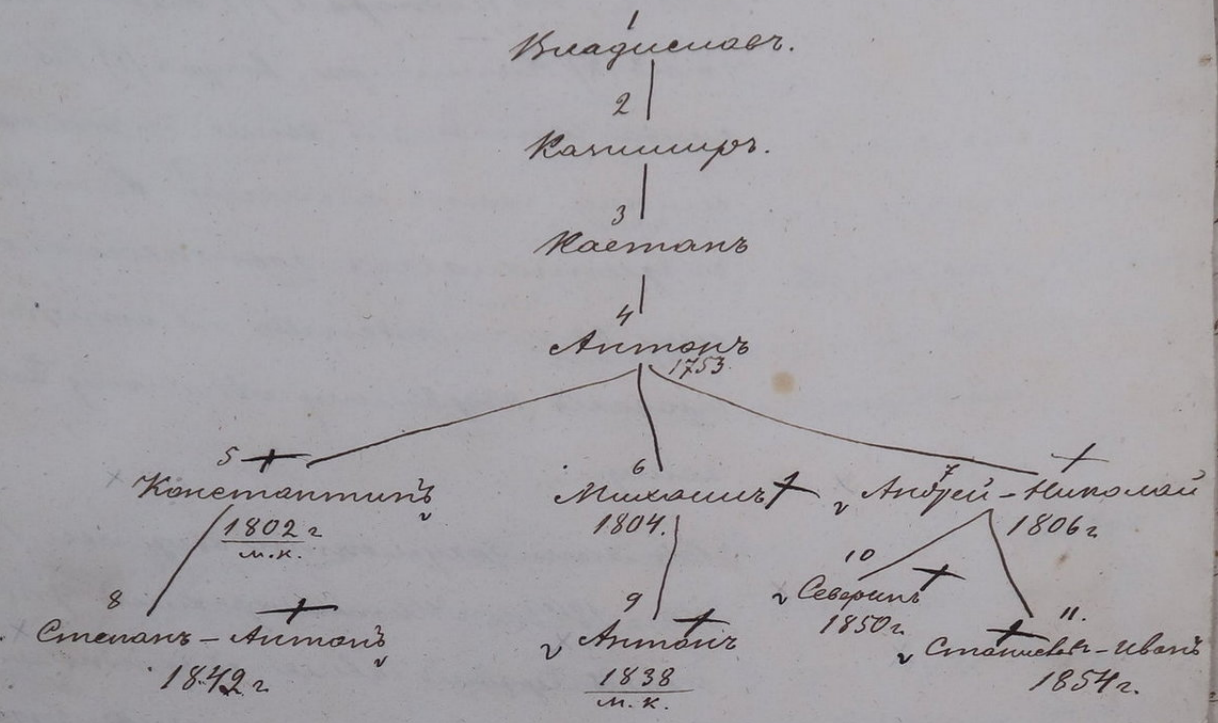 1
Владиславъ.
2
Казимиръ.
3
Каетанъ
4
Антонъ
1753.
5
Константинъ
1802 г
м.к.
6
Михаилъ
1804.
7
Андрей-Николай
1806 г
8
Степанъ-Антонъ
1842 г
9
Антонъ
1838
м.к.
10
Северинъ
1850 г.
11.
Станиславъ-Иванъ
1854 г.